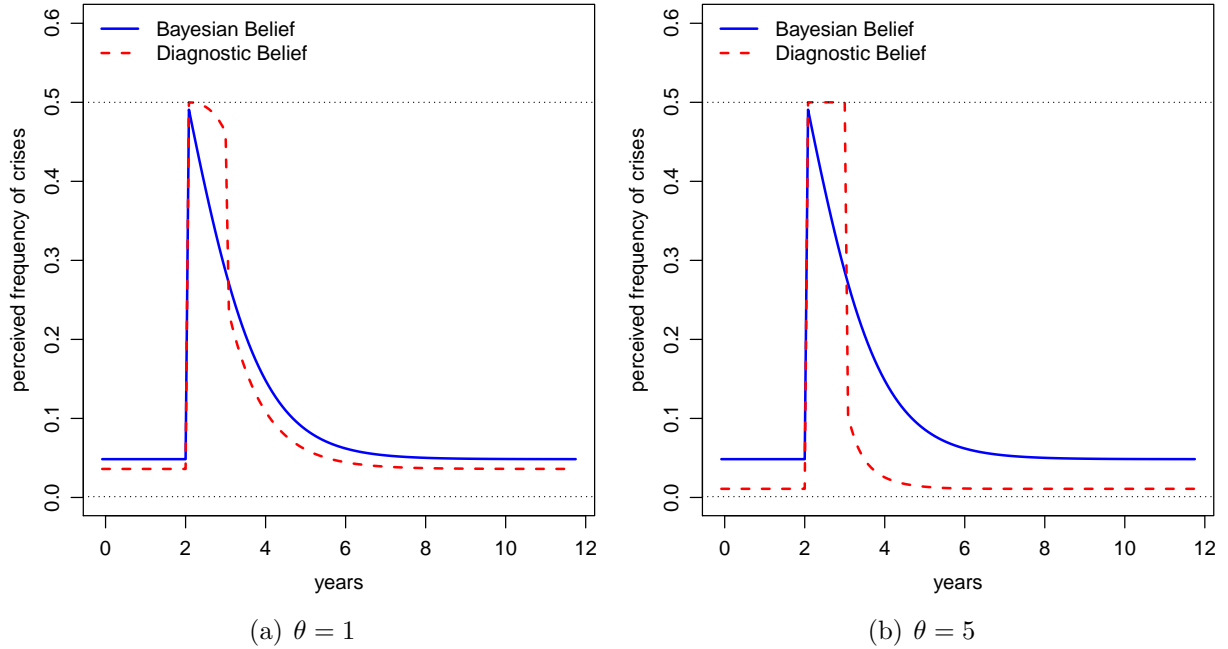 Bayesian Belief
Diagnostic Belief
perceived frequency of crises
0.0 0.1 0.2 0.3 0.4 0.5 0.6
0 2 4 6 8 10 12
years
(a) θ = 1
Bayesian Belief
Diagnostic Belief
perceived frequency of crises
0.0 0.1 0.2 0.3 0.4 0.5 0.6
0 2 4 6 8 10 12
years
(b) θ = 5